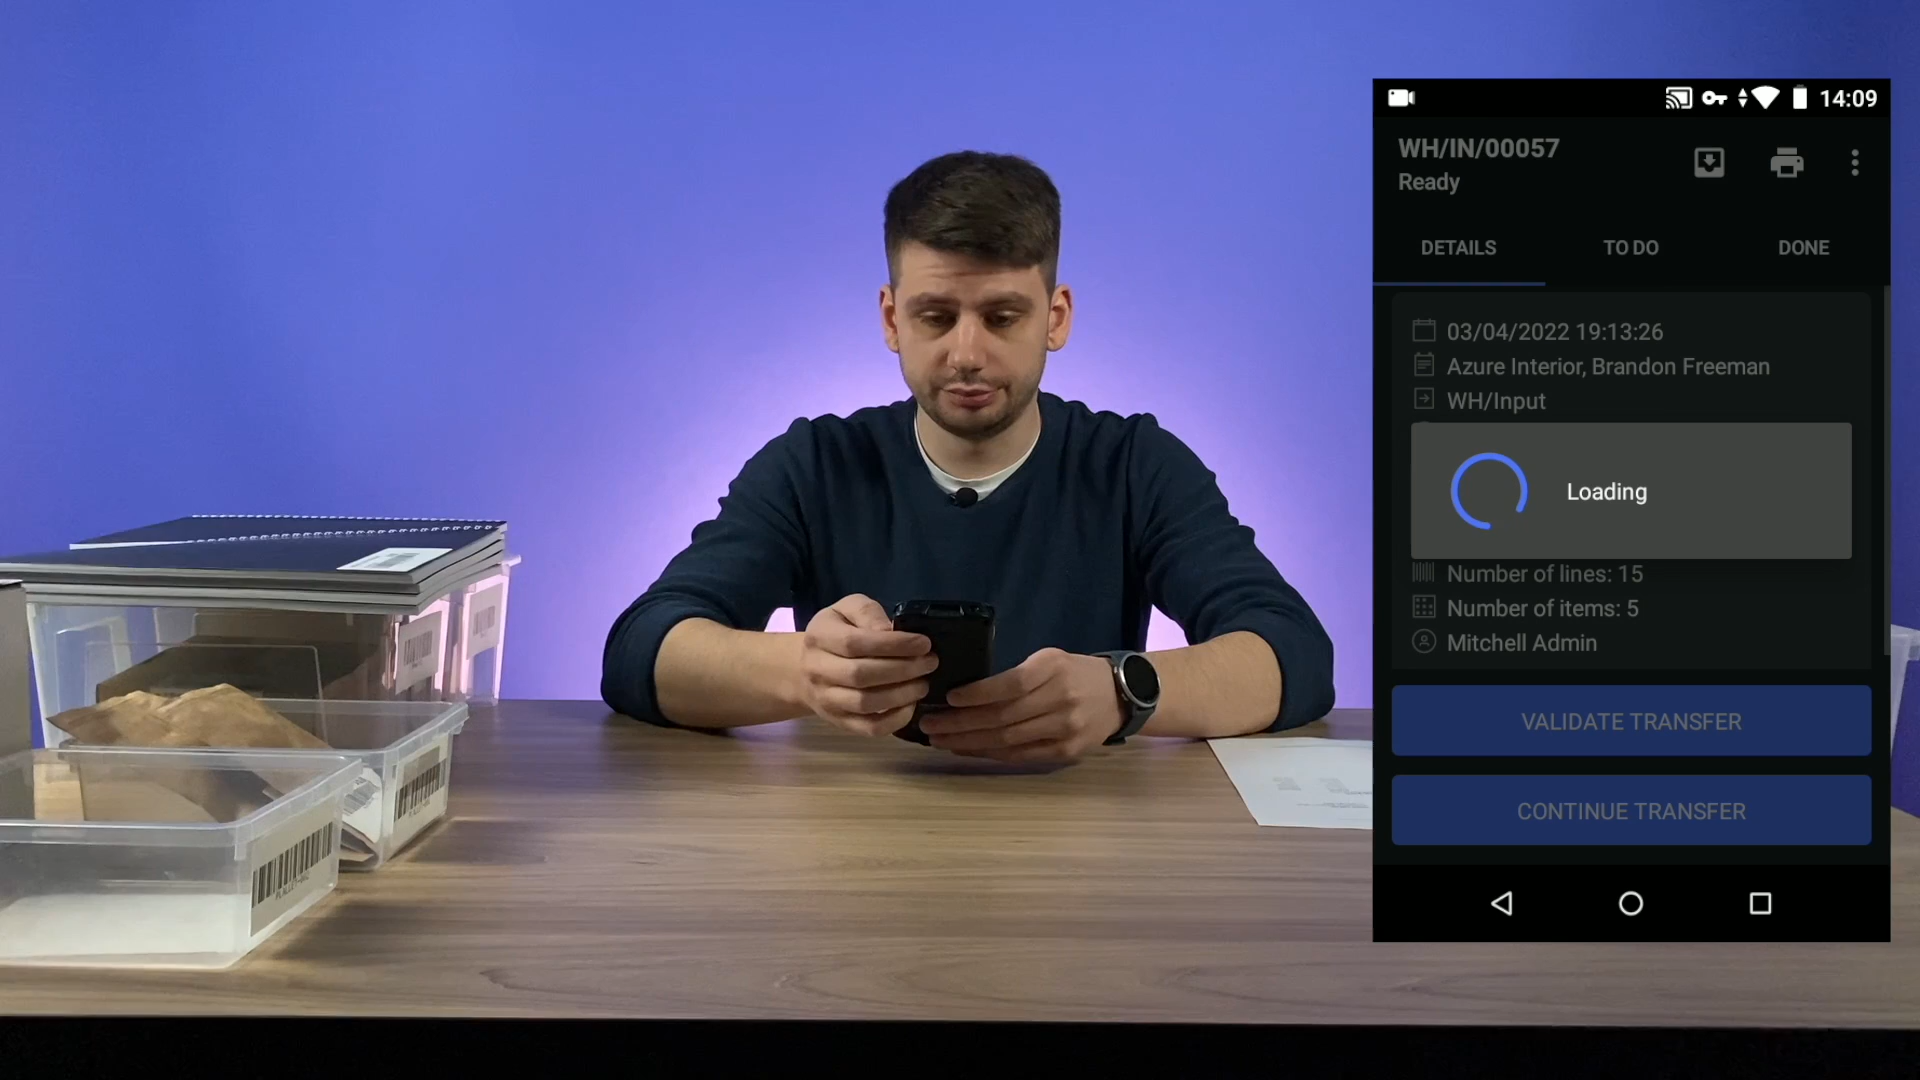 14:09
WH/IN/00057
Ready
DETAILS TO DO DONE
03/04/2022 19:13:26
Azure Interior, Brandon Freeman
WH/Input
Loading
Number of lines: 15
Number of items: 5
Mitchell Admin
VALIDATE TRANSFER
CONTINUE TRANSFER